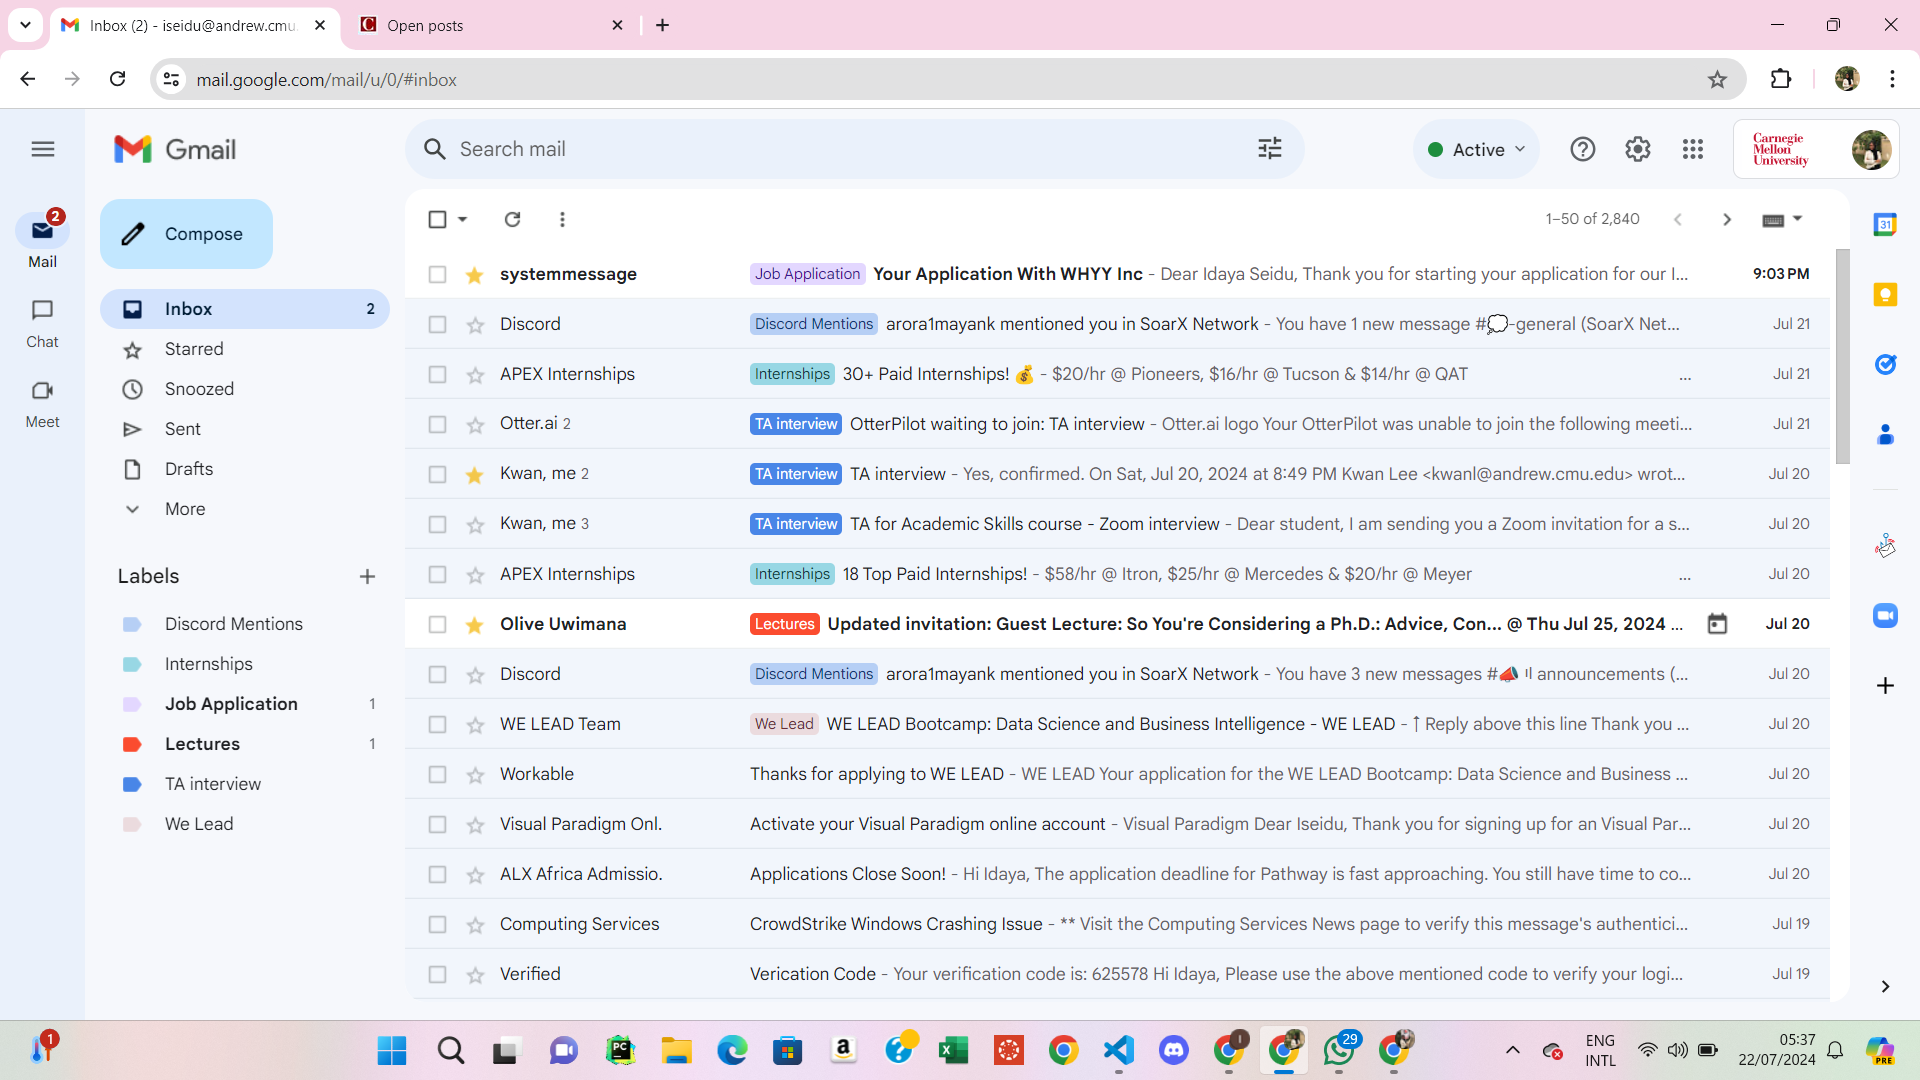 Inbox (2) - iseidu@andrew.cmu.
Open posts
mail.google.com/mail/u/0/#inbox
Gmail
Search mail
Active
Carnegie
Mellon
University
2
Mail
Chat
Meet
Compose
Inbox 2
Starred
Snoozed
Sent
Drafts
More
Labels
Discord Mentions
Internships
Job Application 1
Lectures 1
TA interview
We Lead
1–50 of 2,840
systemmessage Job Application Your Application With WHYY Inc - Dear Idaya Seidu, Thank you for starting your application for our I... 9:03 PM
Discord Discord Mentions arora1mayank mentioned you in SoarX Network - You have 1 new message #💭-general (SoarX Net... Jul 21
APEX Internships Internships 30+ Paid Internships! 💰 - $20/hr @ Pioneers, $16/hr @ Tucson & $14/hr @ QAT ... Jul 21
Otter.ai 2 TA interview OtterPilot waiting to join: TA interview - Otter.ai logo Your OtterPilot was unable to join the following meeti... Jul 21
Kwan, me 2 TA interview TA interview - Yes, confirmed. On Sat, Jul 20, 2024 at 8:49 PM Kwan Lee <kwanl@andrew.cmu.edu> wrot... Jul 20
Kwan, me 3 TA interview TA for Academic Skills course - Zoom interview - Dear student, I am sending you a Zoom invitation for a s... Jul 20
APEX Internships Internships 18 Top Paid Internships! - $58/hr @ Itron, $25/hr @ Mercedes & $20/hr @ Meyer ... Jul 20
Olive Uwimana Lectures Updated invitation: Guest Lecture: So You're Considering a Ph.D.: Advice, Con... @ Thu Jul 25, 2024 ... Jul 20
Discord Discord Mentions arora1mayank mentioned you in SoarX Network - You have 3 new messages #📣 announcements (... Jul 20
WE LEAD Team We Lead WE LEAD Bootcamp: Data Science and Business Intelligence - WE LEAD - ↑ Reply above this line Thank you ... Jul 20
Workable Thanks for applying to WE LEAD - WE LEAD Your application for the WE LEAD Bootcamp: Data Science and Business ... Jul 20
Visual Paradigm Onl. Activate your Visual Paradigm online account - Visual Paradigm Dear Iseidu, Thank you for signing up for an Visual Par... Jul 20
ALX Africa Admissio. Applications Close Soon! - Hi Idaya, The application deadline for Pathway is fast approaching. You still have time to co... Jul 20
Computing Services CrowdStrike Windows Crashing Issue - ** Visit the Computing Services News page to verify this message's authentici... Jul 19
Verified Verication Code - Your verification code is: 625578 Hi Idaya, Please use the above mentioned code to verify your logi... Jul 19
31
1
PC
a
I
29
PRE
ENG
INTL
05:37
22/07/2024